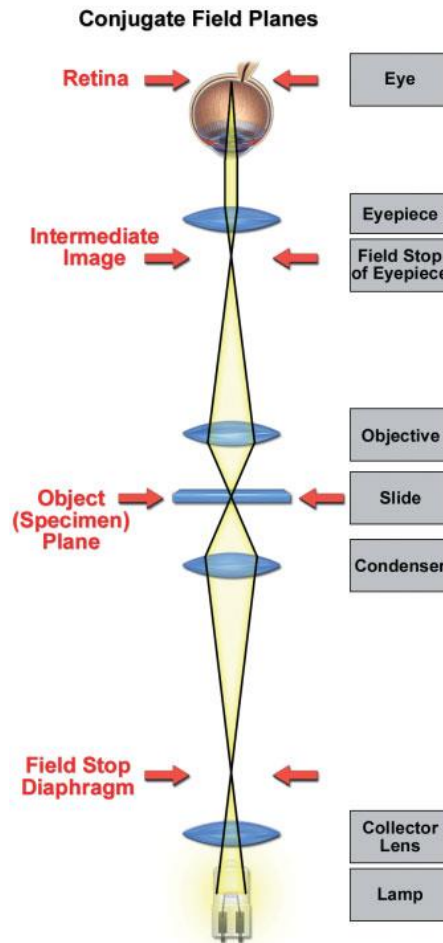 Conjugate Field Planes
Retina
Eye
Eyepiece
Intermediate
Image
Field Stop
of Eyepiece
Objective
Object
(Specimen)
Plane
Slide
Condenser
Field Stop
Diaphragm
Collector
Lens
Lamp